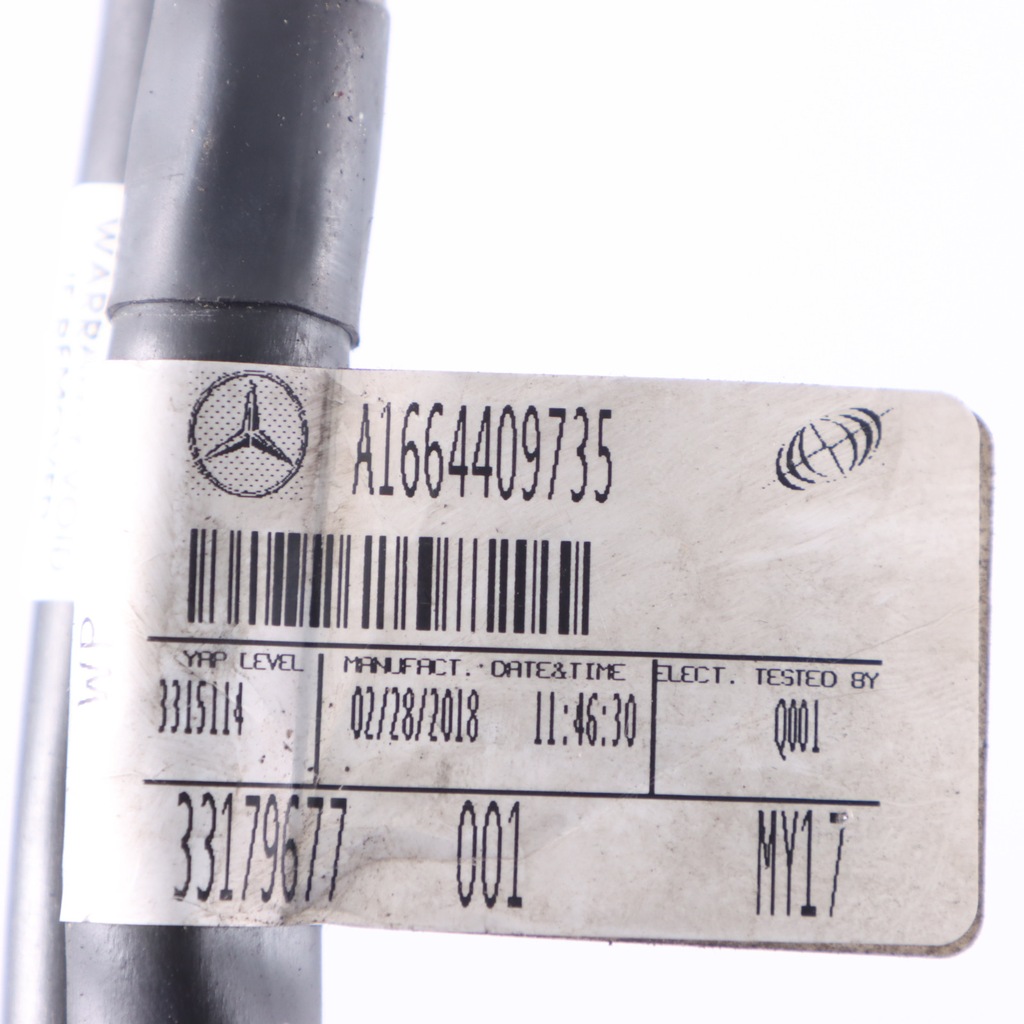 A1664409735
YAP LEVEL MANUFACT. DATE&TIME ELECT. TESTED BY
3315114 02/28/2018 11:46:30 Q001
33179677 001 MY17